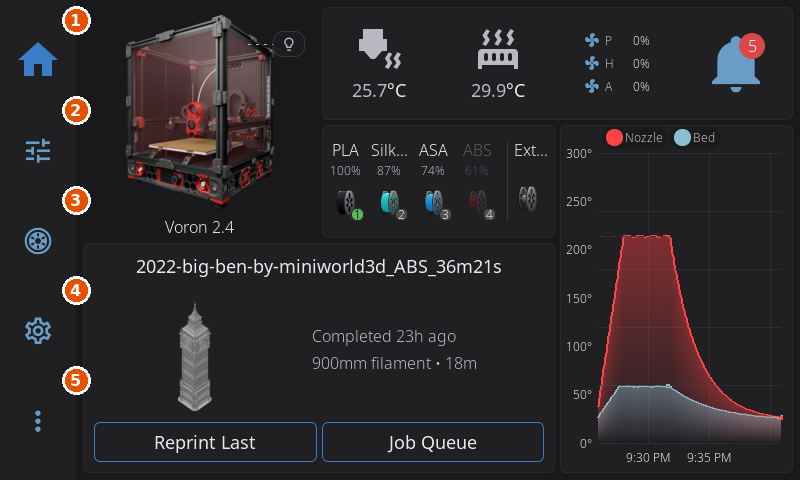 1
2
3
4
5
Voron 2.4
25.7°C
29.9°C
P 0%
H 0%
A 0%
5
PLA Silk... ASA ABS Ext...
100% 87% 74% 61%
1 2 3 4
2022-big-ben-by-miniworld3d_ABS_36m21s
Completed 23h ago
900mm filament • 18m
Reprint Last
Job Queue
Nozzle Bed
300°
250°
200°
150°
100°
50°
0°
9:30 PM 9:35 PM